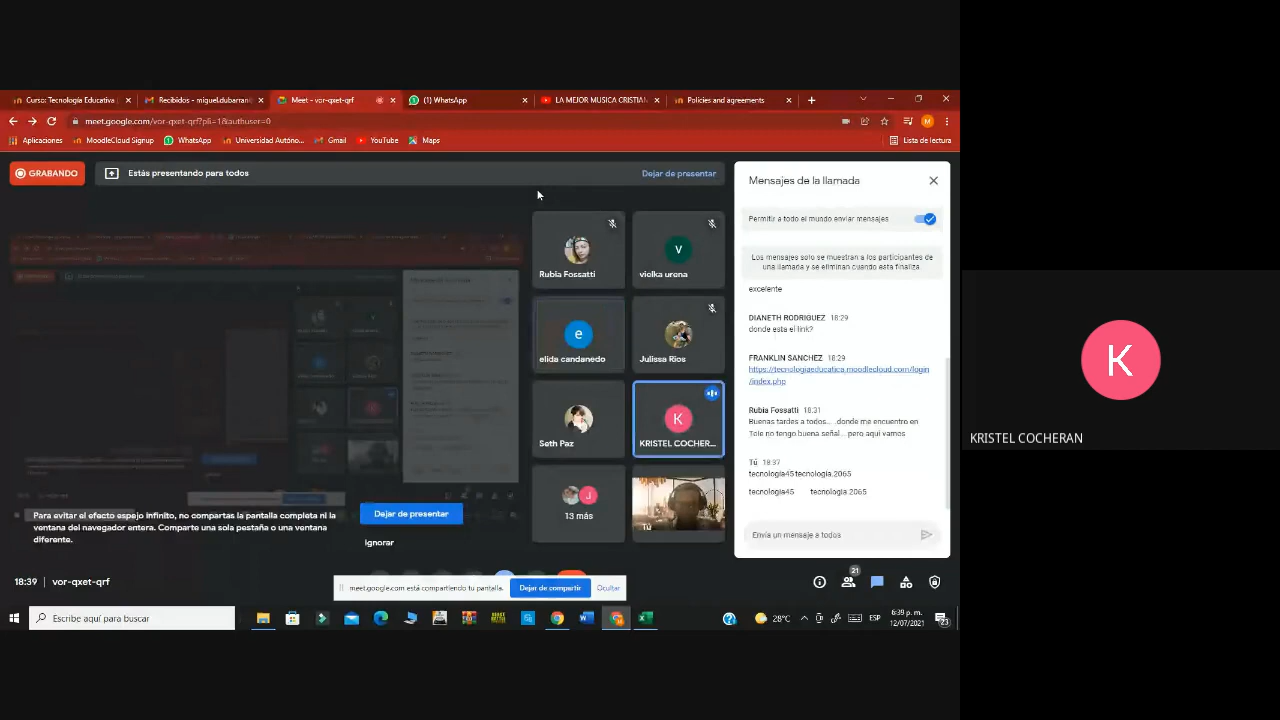 Curso: Tecnología Educativa
Recibidos - miguel.dubarran
Meet - vor-qxet-qrf
(1) WhatsApp
LA MEJOR MUSICA CRISTIAN
Policies and agreements
meet.google.com/vor-qxet-qrf?pli=1&authuser=0
Aplicaciones
MoodleCloud Signup
WhatsApp
Universidad Autóno...
Gmail
YouTube
Maps
Lista de lectura
GRABANDO
Estás presentando para todos
Dejar de presentar
Rubia Fossatti
vielka urena
elida candanedo
Julissa Rios
Seth Paz
KRISTEL COCHER...
13 más
Tú
Para evitar el efecto espejo infinito, no compartas la pantalla completa ni la
ventana del navegador entera. Comparte una sola pestaña o una ventana
diferente.
Dejar de presentar
Ignorar
Mensajes de la llamada
Permitir a todo el mundo enviar mensajes
Los mensajes solo se muestran a los participantes de
una llamada y se eliminan cuando esta finaliza
excelente
DIANETH RODRIGUEZ 18:29
donde esta el link?
FRANKLIN SANCHEZ 18:29
https://tecnologiaeducatica.moodlecloud.com/login
/index.php
Rubia Fossatti 18:31
Buenas tardes a todos... .donde me encuentro en
Tole no tengo buena señal... pero aqui vamos
Tú 18:37
tecnologia45 tecnologia.2065
tecnologia45 tecnologia.2065
Envía un mensaje a todos
18:39 | vor-qxet-qrf
21
meet.google.com está compartiendo tu pantalla.
Dejar de compartir
Ocultar
Escribe aquí para buscar
28°C
ESP
6:39 p. m.
12/07/2021
23
K
KRISTEL COCHERAN